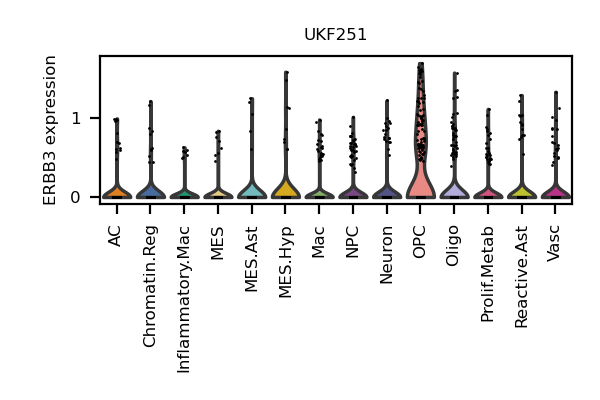 UKF251
ERBB3 expression
1
0
AC
Chromatin.Reg
Inflammatory.Mac
MES
MES.Ast
MES.Hyp
Mac
NPC
Neuron
OPC
Oligo
Prolif.Metab
Reactive.Ast
Vasc